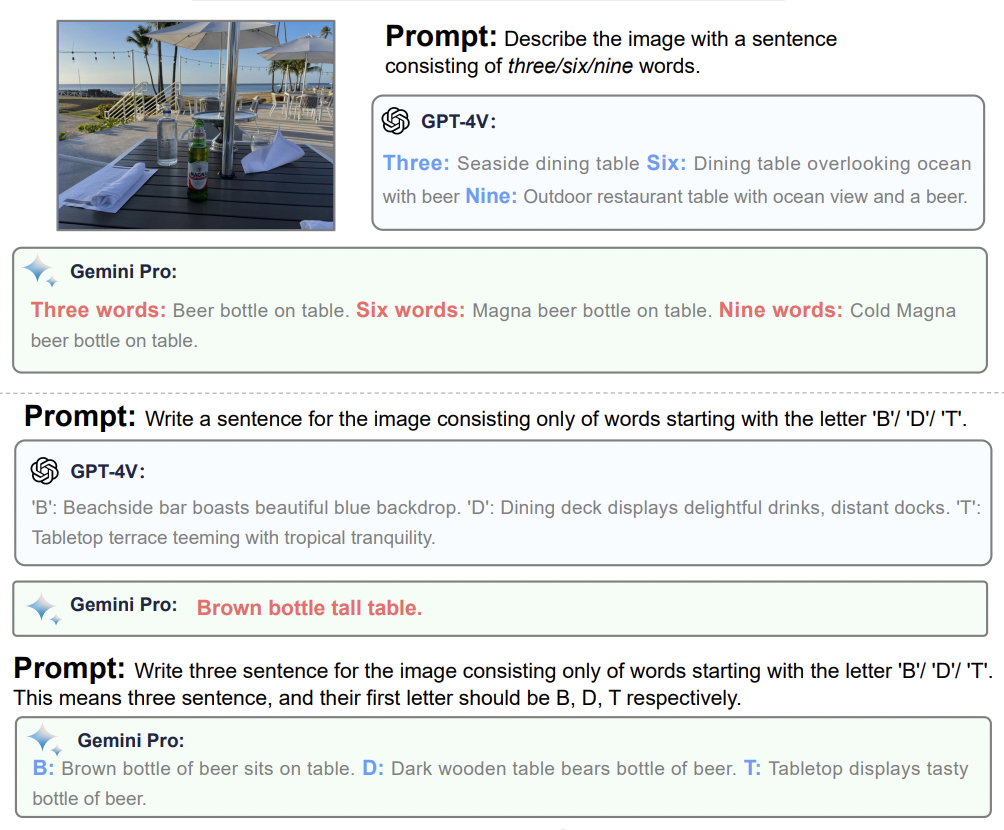 Prompt: Describe the image with a sentence
consisting of three/six/nine words.
GPT-4V:
Three: Seaside dining table Six: Dining table overlooking ocean
with beer Nine: Outdoor restaurant table with ocean view and a beer.
MAGNA
Gemini Pro:
Three words: Beer bottle on table. Six words: Magna beer bottle on table. Nine words: Cold Magna
beer bottle on table.
Prompt: Write a sentence for the image consisting only of words starting with the letter 'B'/ 'D'/ 'T'.
GPT-4V:
'B': Beachside bar boasts beautiful blue backdrop. 'D': Dining deck displays delightful drinks, distant docks. 'T':
Tabletop terrace teeming with tropical tranquility.
Gemini Pro: Brown bottle tall table.
Prompt: Write three sentence for the image consisting only of words starting with the letter 'B'/ 'D'/ 'T'.
This means three sentence, and their first letter should be B, D, T respectively.
Gemini Pro:
B: Brown bottle of beer sits on table. D: Dark wooden table bears bottle of beer. T: Tabletop displays tasty
bottle of beer.